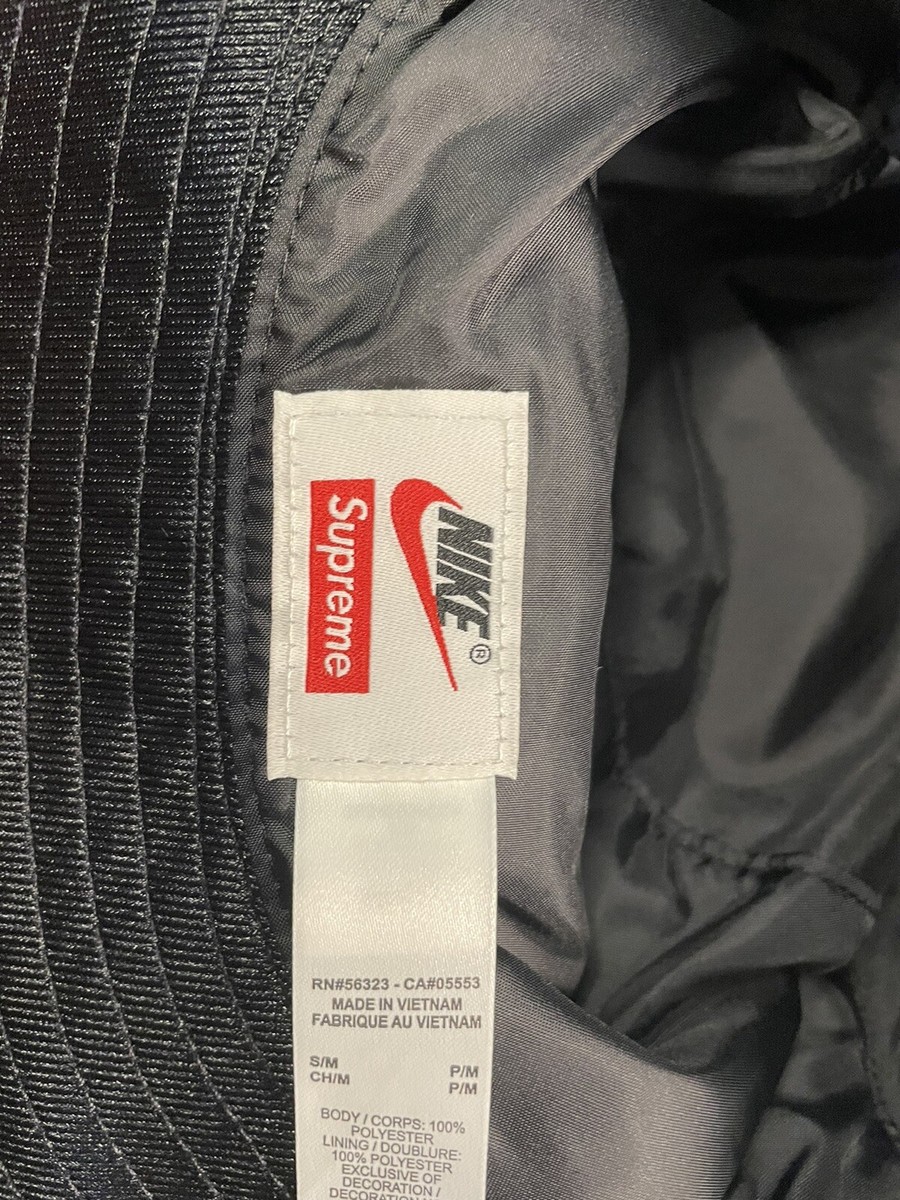 NIKE®
Supreme
RN#56323 - CA#05553
MADE IN VIETNAM
FABRIQUE AU VIETNAM
S/M P/M
CH/M P/M
BODY / CORPS: 100%
POLYESTER
LINING / DOUBLURE:
100% POLYESTER
EXCLUSIVE OF
DECORATION /